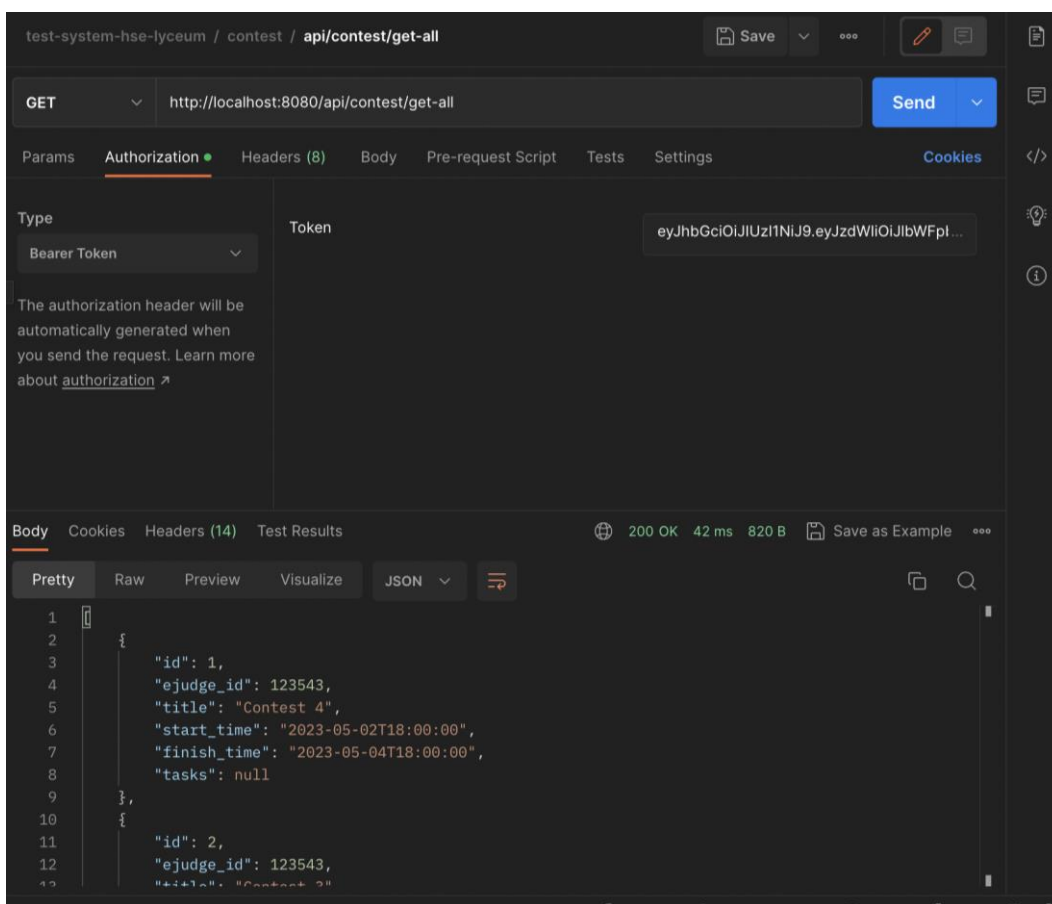 test-system-hse-lyceum / contest / api/contest/get-all Save
GET http://localhost:8080/api/contest/get-all Send
Params Authorization Headers (8) Body Pre-request Script Tests Settings Cookies
Type
Bearer Token
The authorization header will be
automatically generated when
you send the request. Learn more
about authorization ↗
Token
eyJhbGciOiJIUzI1NiJ9.eyJzdWIiOiJlbWFpl...
Body Cookies Headers (14) Test Results 200 OK 42 ms 820 B Save as Example
Pretty Raw Preview Visualize JSON
1 [
2 {
3 "id": 1,
4 "ejudge_id": 123543,
5 "title": "Contest 4",
6 "start_time": "2023-05-02T18:00:00",
7 "finish_time": "2023-05-04T18:00:00",
8 "tasks": null
9 },
10 {
11 "id": 2,
12 "ejudge_id": 123543,
13 "title": "Contest 3"